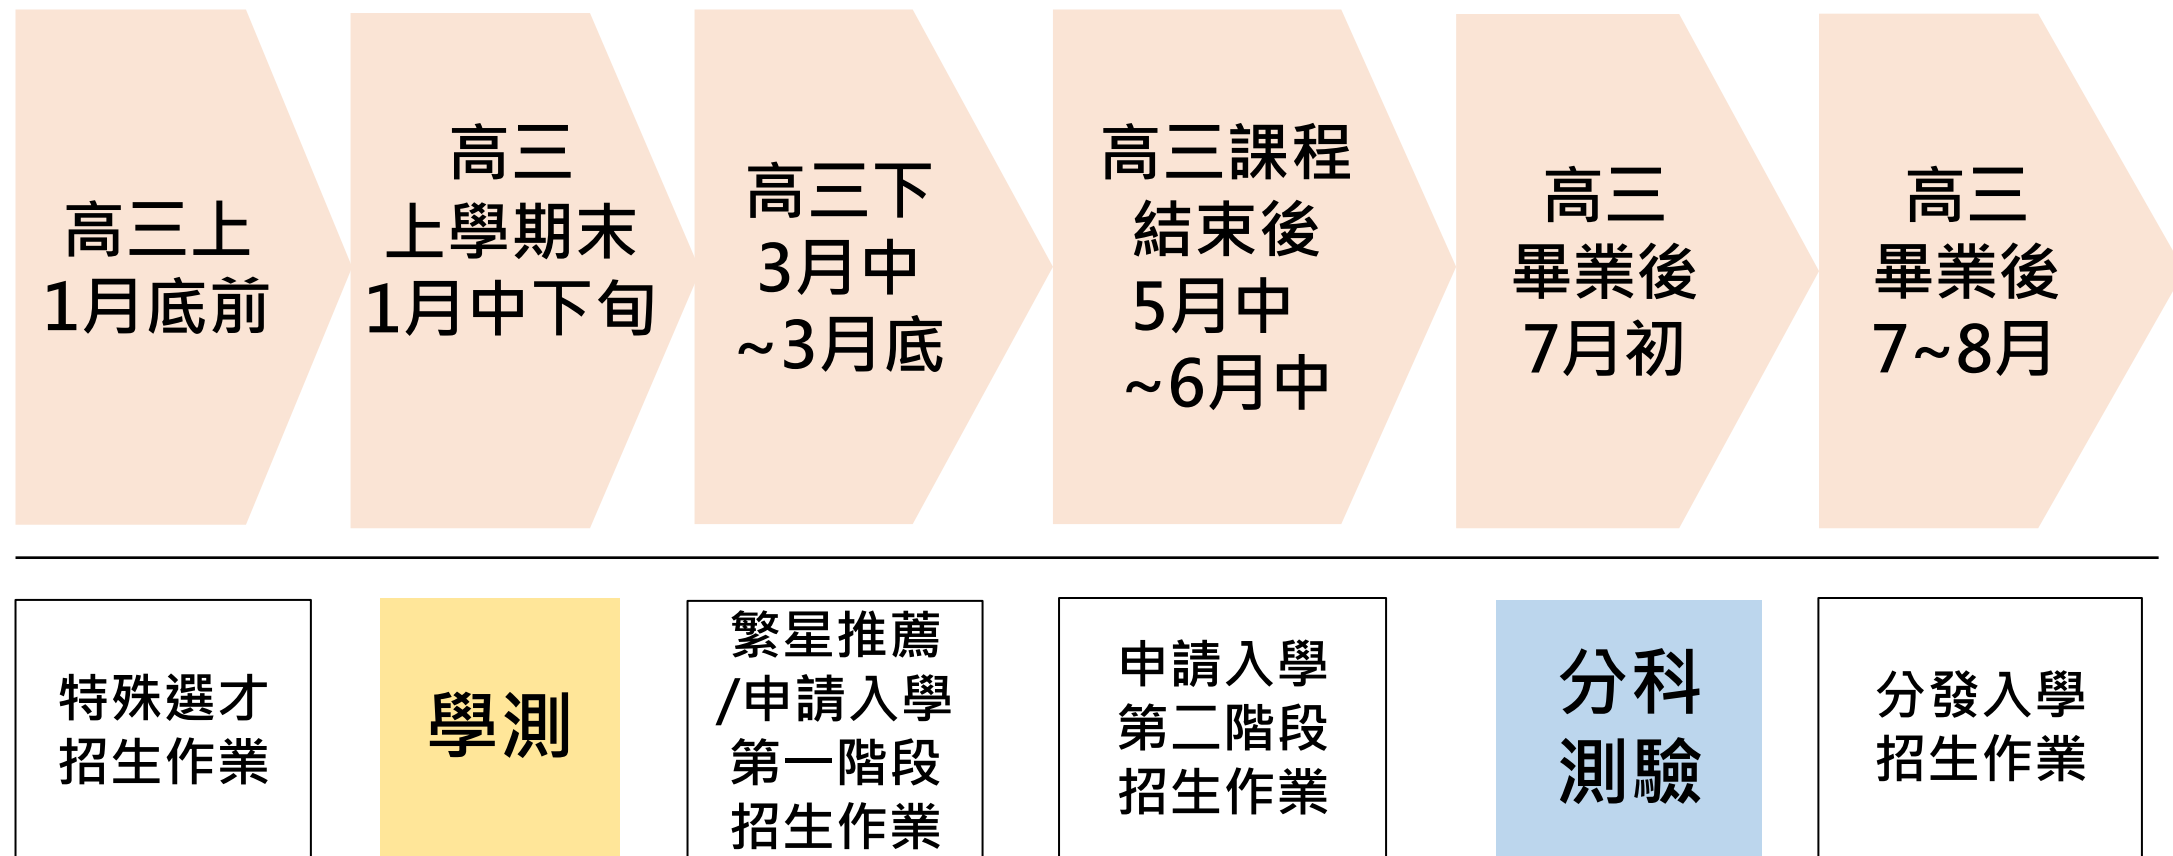 高三上
1月底前
高三
上學期末
1月中下旬
高三下
3月中
~3月底
高三課程
結束後
5月中
~6月中
高三
畢業後
7月初
高三
畢業後
7~8月
特殊選才
招生作業
學測
繁星推薦
/申請入學
第一階段
招生作業
申請入學
第二階段
招生作業
分科
測驗
分發入學
招生作業